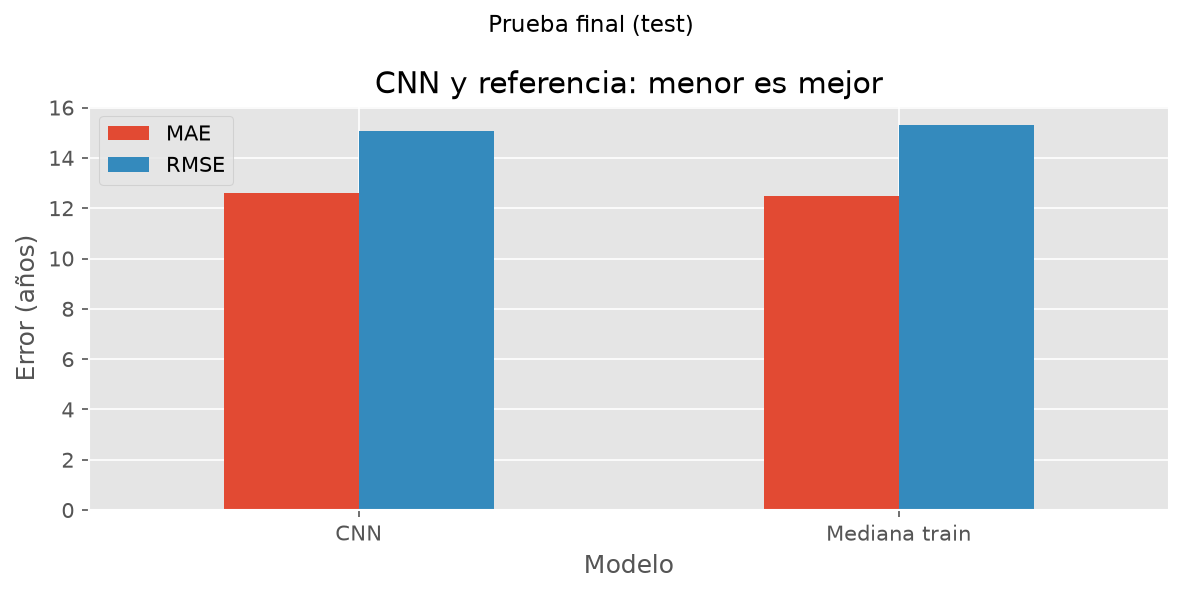 Prueba final (test)
CNN y referencia: menor es mejor
MAE
RMSE
Error (años)
16
14
12
10
8
6
4
2
0
CNN
Mediana train
Modelo